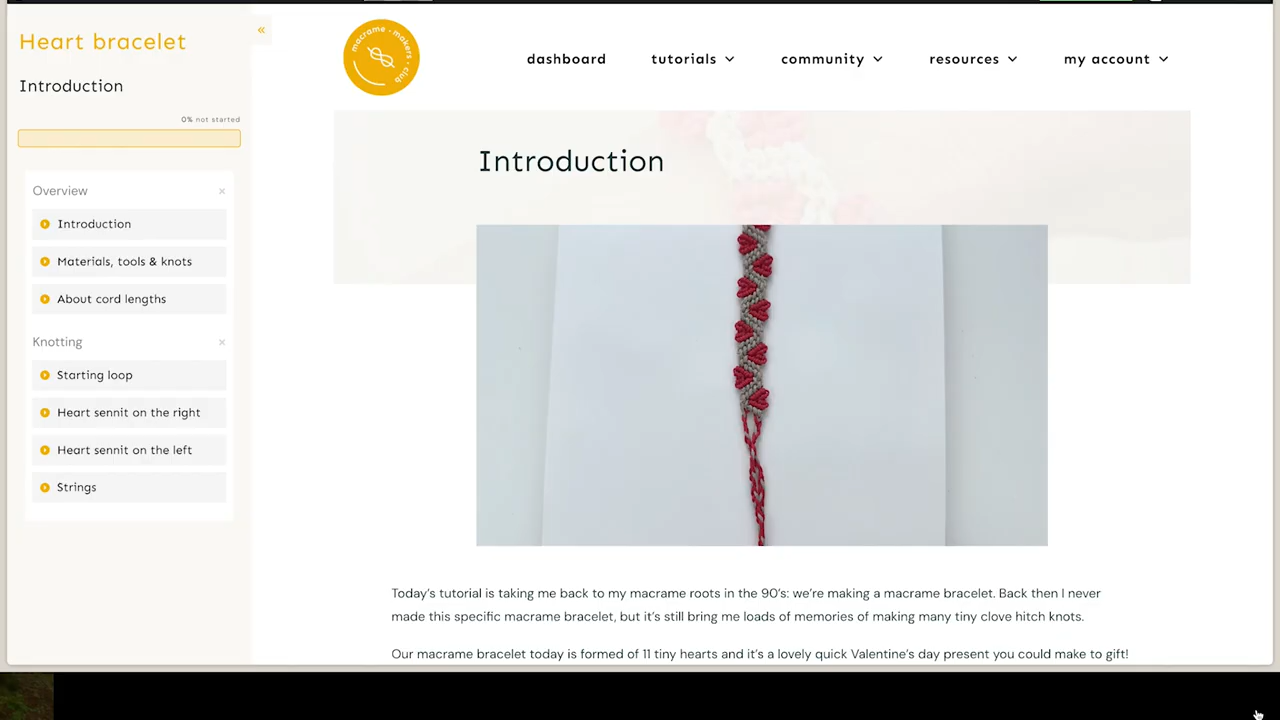 Heart bracelet
«
Introduction
0% not started
Overview ×
Introduction
Materials, tools & knots
About cord lengths
Knotting ×
Starting loop
Heart sennit on the right
Heart sennit on the left
Strings
macrame • makers • club
dashboard tutorials community resources my account
Introduction
Today's tutorial is taking me back to my macrame roots in the 90's: we're making a macrame bracelet. Back then I never
made this specific macrame bracelet, but it's still bring me loads of memories of making many tiny clove hitch knots.
Our macrame bracelet today is formed of 11 tiny hearts and it's a lovely quick Valentine's day present you could make to gift!